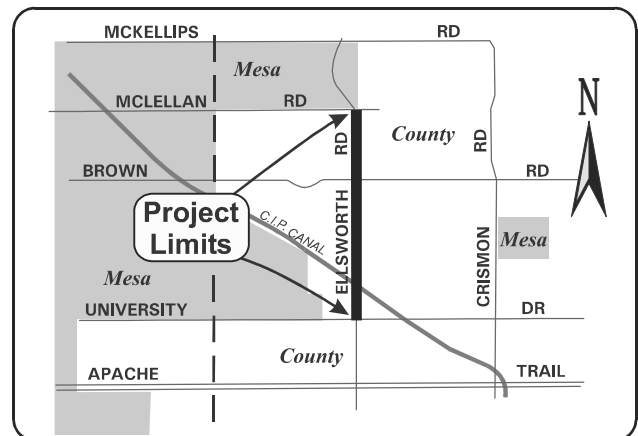 MCKELLIPS RD
Mesa
MCLELLAN RD
N
County
RD
RD
BROWN RD
Project
Limits
C.I.P. CANAL
ELLSWORTH
CRISMON
Mesa
Mesa
UNIVERSITY DR
County
APACHE TRAIL